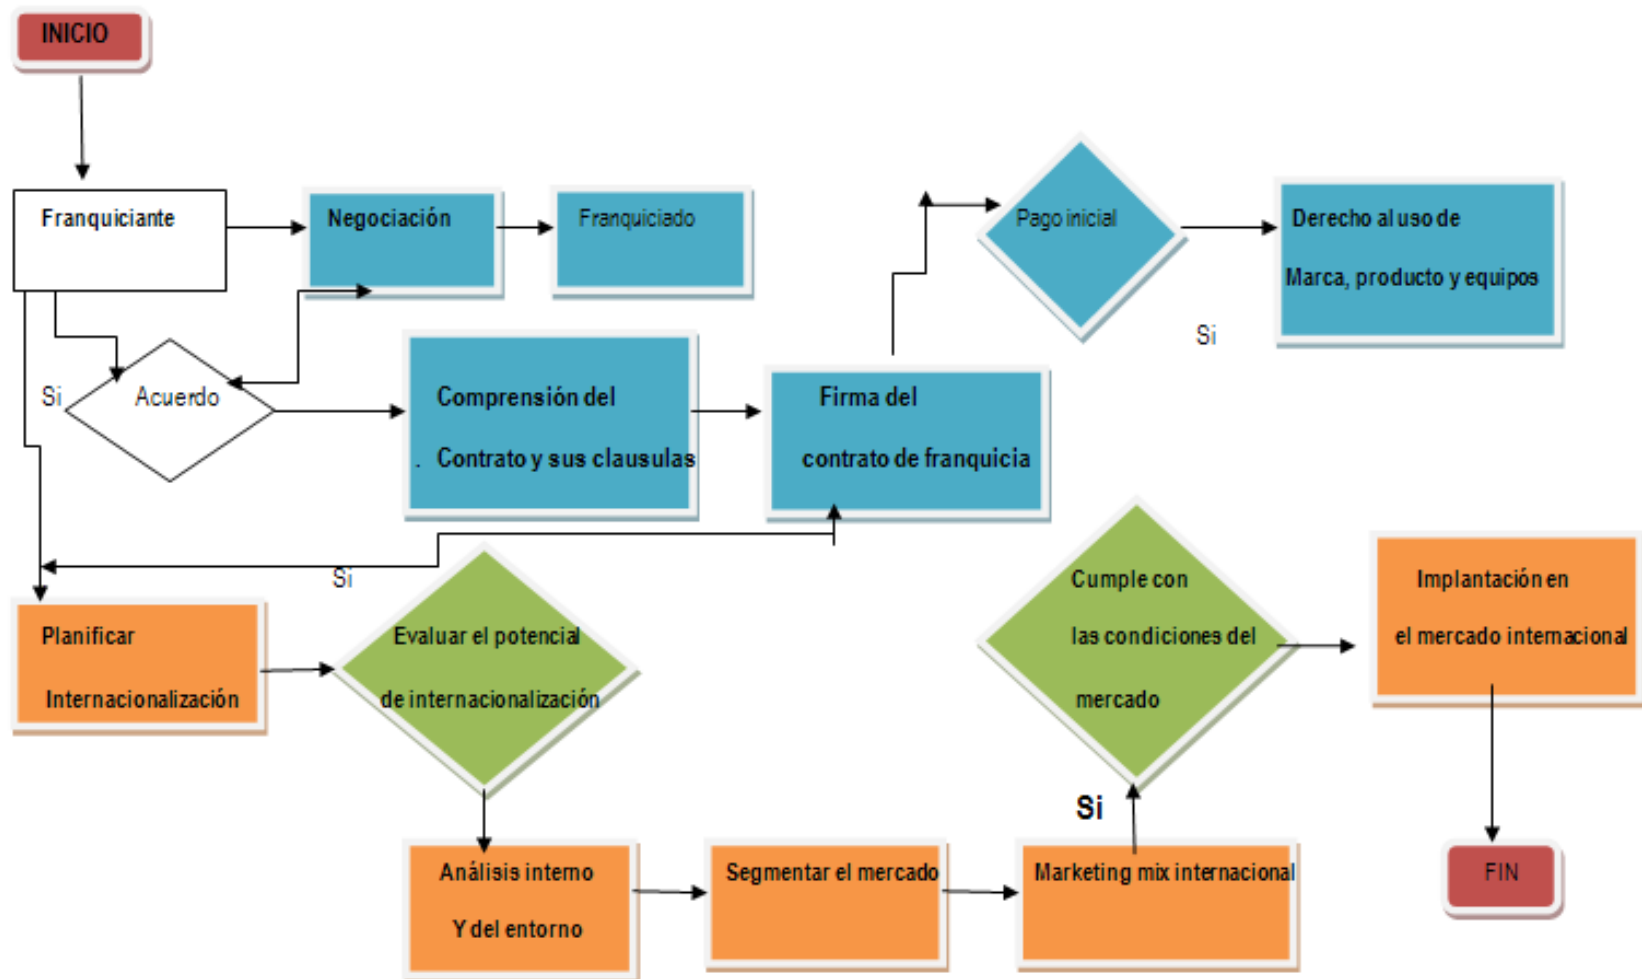 INICIO
Franquiciante
Negociación
Franquiciado
Pago inicial
Derecho al uso de
Marca, producto y equipos
Si
Si
Acuerdo
Comprensión del
. Contrato y sus clausulas
Firma del
contrato de franquicia
Si
Planificar
Internacionalización
Evaluar el potencial
de internacionalización
Cumple con
las condiciones del
mercado
Implantación en
el mercado internacional
Si
Análisis interno
Y del entorno
Segmentar el mercado
Marketing mix internacional
FIN